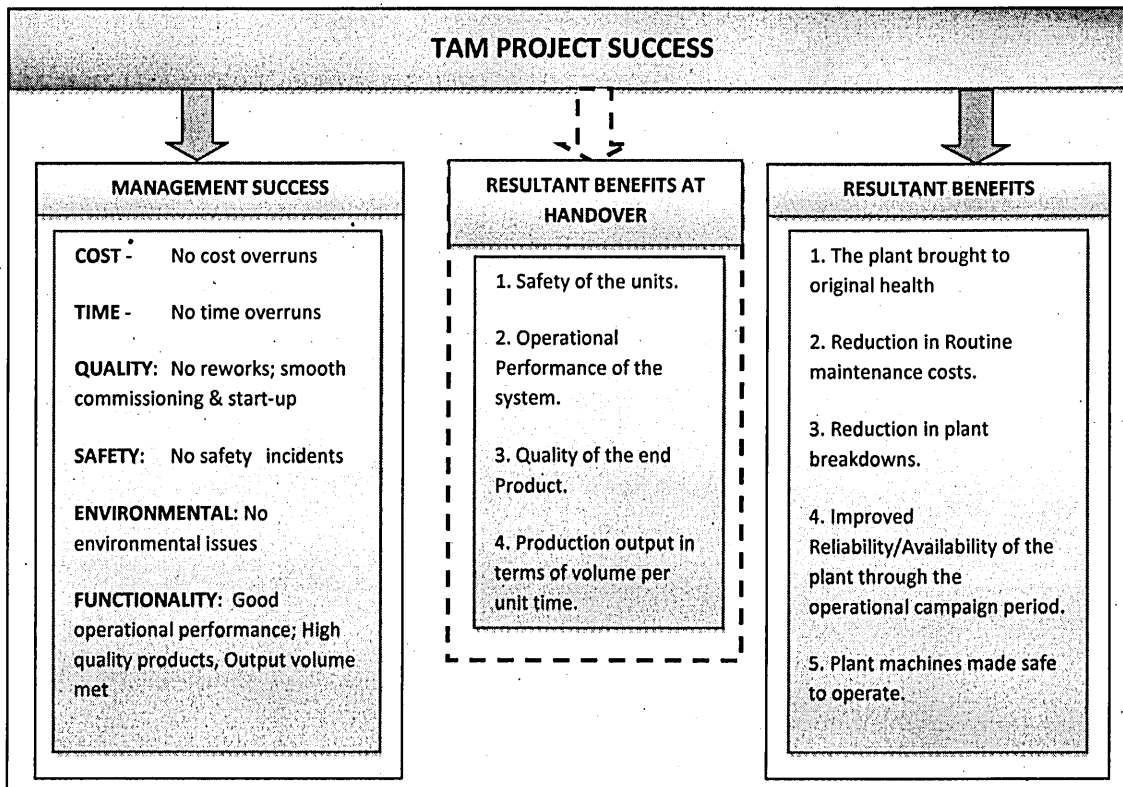 TAM PROJECT SUCCESS
MANAGEMENT SUCCESS
COST - No cost overruns
TIME - No time overruns
QUALITY: No reworks; smooth
commissioning & start-up
SAFETY: No safety incidents
ENVIRONMENTAL: No
environmental issues
FUNCTIONALITY: Good
operational performance; High
quality products, Output volume
met
RESULTANT BENEFITS AT
HANDOVER
1. Safety of the units.
2. Operational
Performance of the
system.
3. Quality of the end
Product.
4. Production output in
terms of volume per
unit time.
RESULTANT BENEFITS
1. The plant brought to
original health
2. Reduction in Routine
maintenance costs.
3. Reduction in plant
breakdowns.
4. Improved
Reliability/Availability of the
plant through the
operational campaign period.
5. Plant machines made safe
to operate.